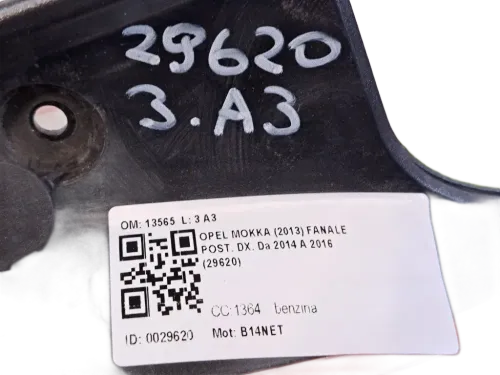 29620
3.A3
OM: 13565 L: 3 A3
OPEL MOKKA (2013) FANALE
POST. DX. Da 2014 A 2016
(29620)
CC:1364 benzina
ID: 0029620 Mot: B14NET